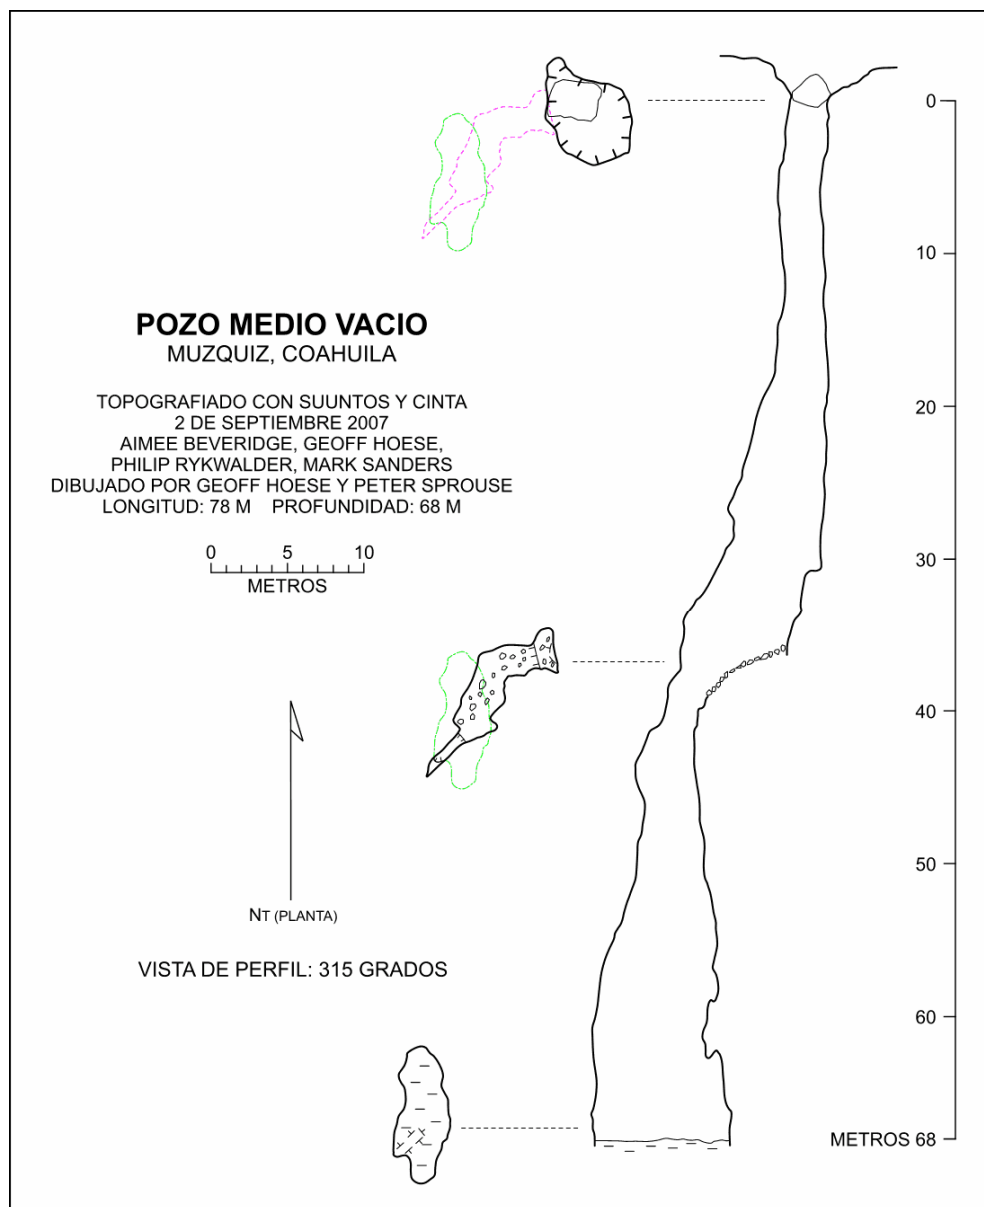 0
10
POZO MEDIO VACIO
MUZQUIZ, COAHUILA
TOPOGRAFIADO CON SUUNTOS Y CINTA
2 DE SEPTIEMBRE 2007
AIMEE BEVERIDGE, GEOFF HOESE,
PHILIP RYKWALDER, MARK SANDERS
DIBUJADO POR GEOFF HOESE Y PETER SPROUSE
LONGITUD: 78 M PROFUNDIDAD: 68 M
0 5 10
METROS
20
30
40
50
NT (PLANTA)
VISTA DE PERFIL: 315 GRADOS
60
METROS 68